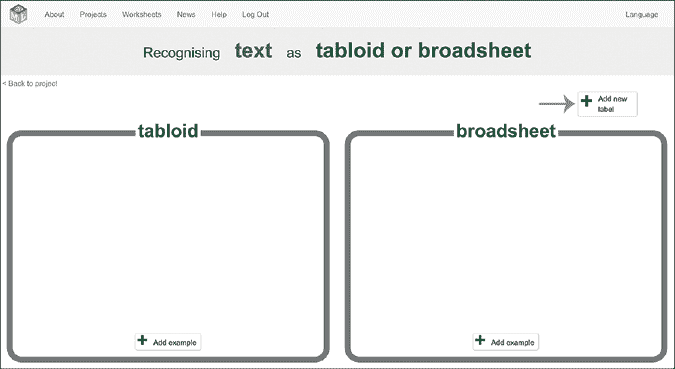 About Projects Worksheets News Help Log Out Language
Recognising text as tabloid or broadsheet
< Back to project
Add new
label
tabloid broadsheet
Add example Add example